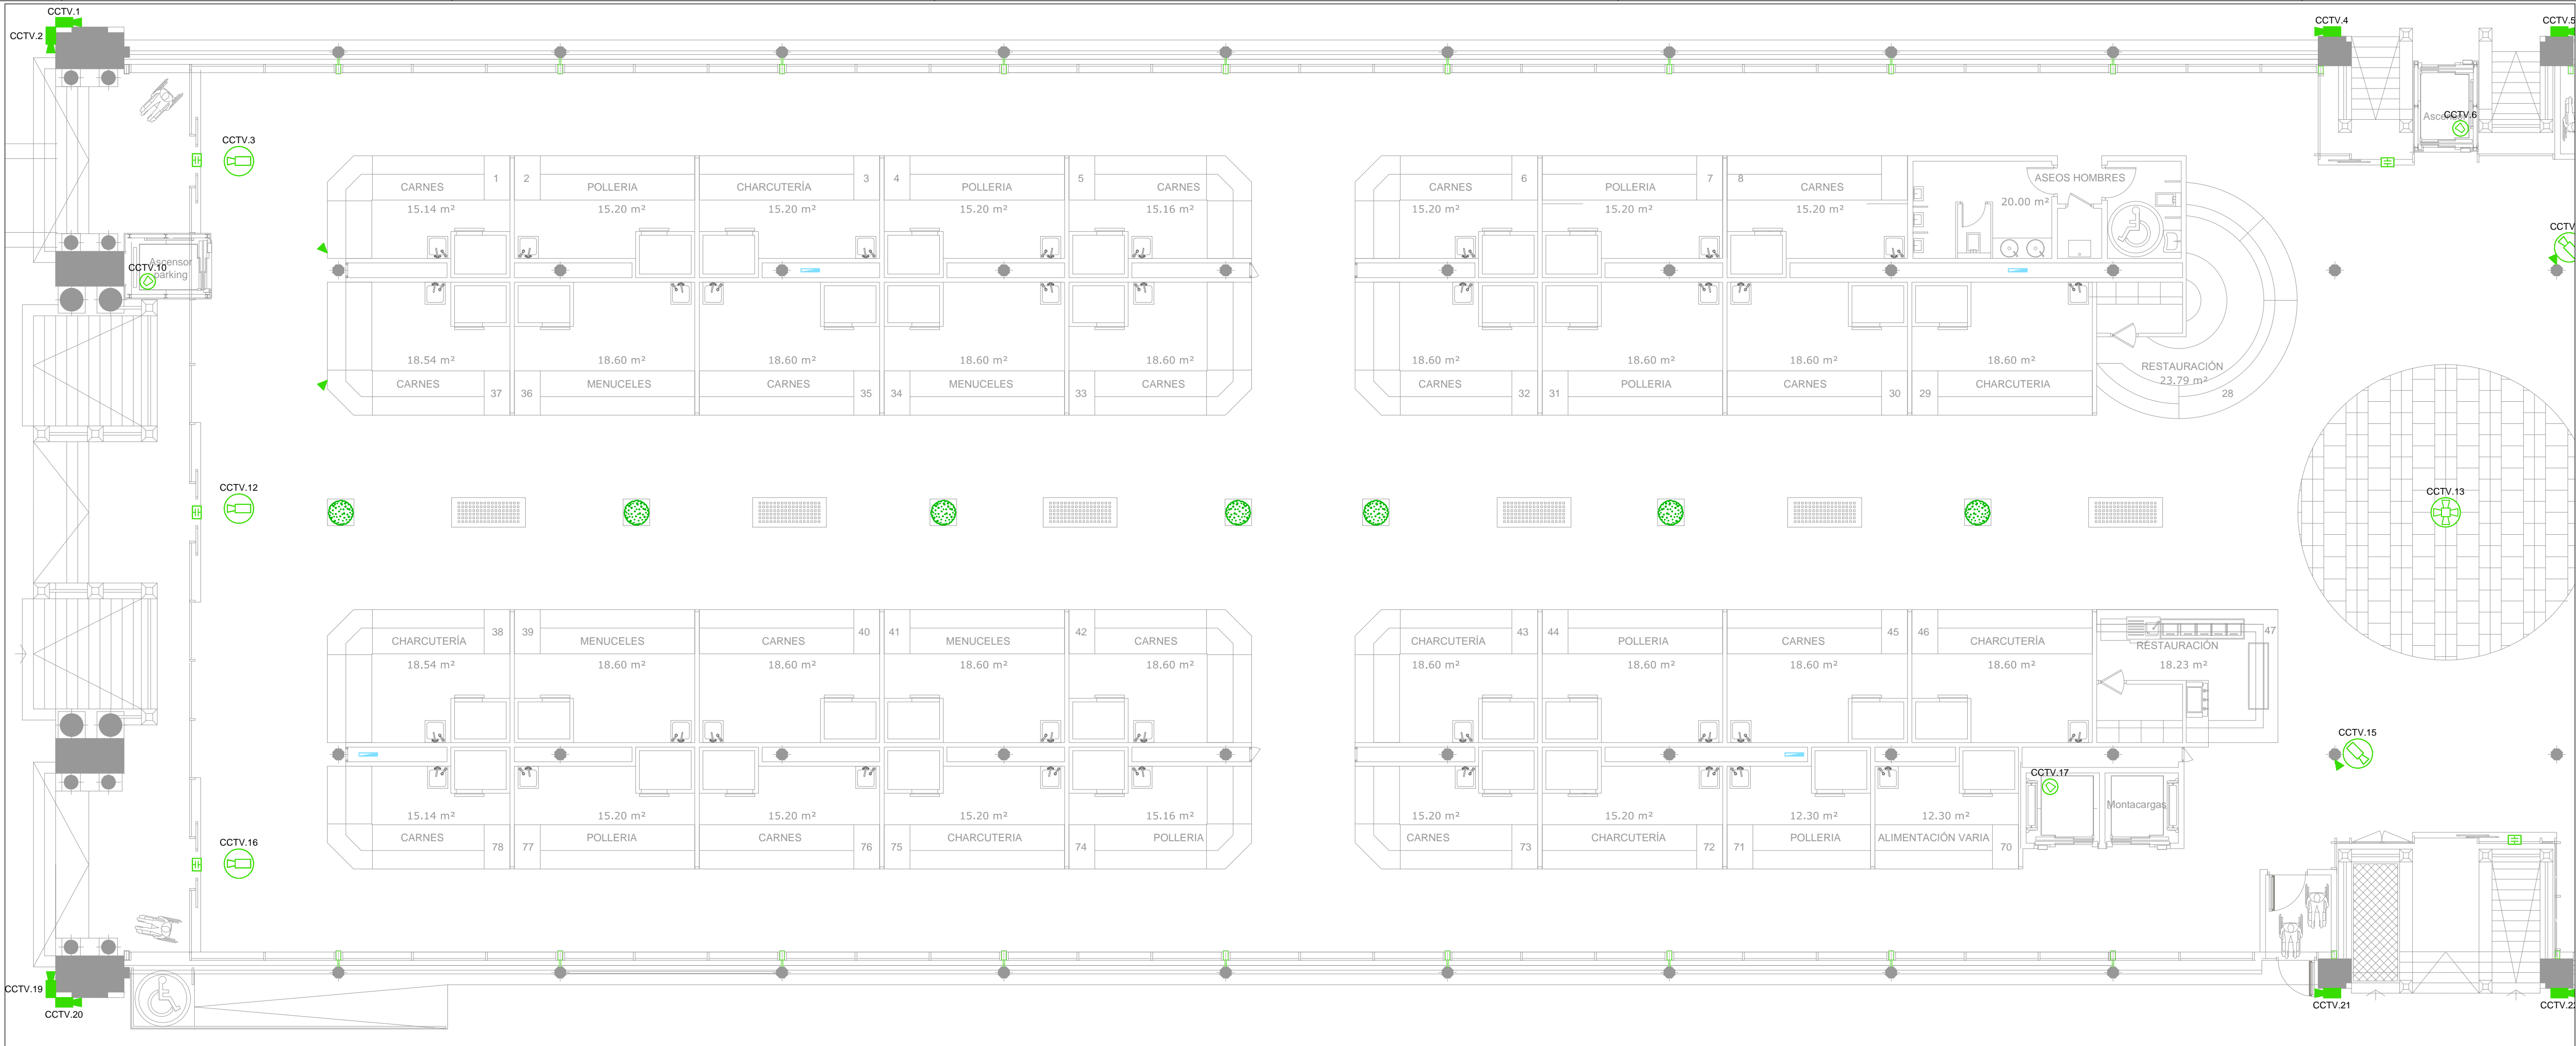 CCTV.1
CCTV.2
CCTV.4
CCTV.5
CCTV.3
Ascensor
CCTV.6
CCTV.10
Ascensor
parking
1
CARNES
15.14 m²
2
POLLERIA
15.20 m²
3
CHARCUTERÍA
15.20 m²
4
POLLERIA
15.20 m²
5
CARNES
15.16 m²
6
CARNES
15.20 m²
7
POLLERIA
15.20 m²
8
CARNES
15.20 m²
ASEOS HOMBRES
20.00 m²
CCTV
18.54 m²
CARNES
37
18.60 m²
MENUCELES
36
18.60 m²
CARNES
35
18.60 m²
MENUCELES
34
18.60 m²
CARNES
33
18.60 m²
CARNES
32
18.60 m²
POLLERIA
31
18.60 m²
CARNES
30
18.60 m²
CHARCUTERIA
29
RESTAURACIÓN
23.79 m²
28
CCTV.12
CCTV.13
38
CHARCUTERÍA
18.54 m²
39
MENUCELES
18.60 m²
40
CARNES
18.60 m²
41
MENUCELES
18.60 m²
42
CARNES
18.60 m²
43
CHARCUTERÍA
18.60 m²
44
POLLERIA
18.60 m²
45
CARNES
18.60 m²
46
CHARCUTERÍA
18.60 m²
47
RESTAURACIÓN
18.23 m²
CCTV.15
CCTV.16
15.14 m²
CARNES
78
15.20 m²
POLLERIA
77
15.20 m²
CARNES
76
15.20 m²
CHARCUTERIA
75
15.16 m²
POLLERIA
74
15.20 m²
CARNES
73
15.20 m²
CHARCUTERÍA
72
12.30 m²
POLLERIA
71
12.30 m²
ALIMENTACIÓN VARIA
70
CCTV.17
Montacargas
CCTV.19
CCTV.20
CCTV.21
CCTV.22